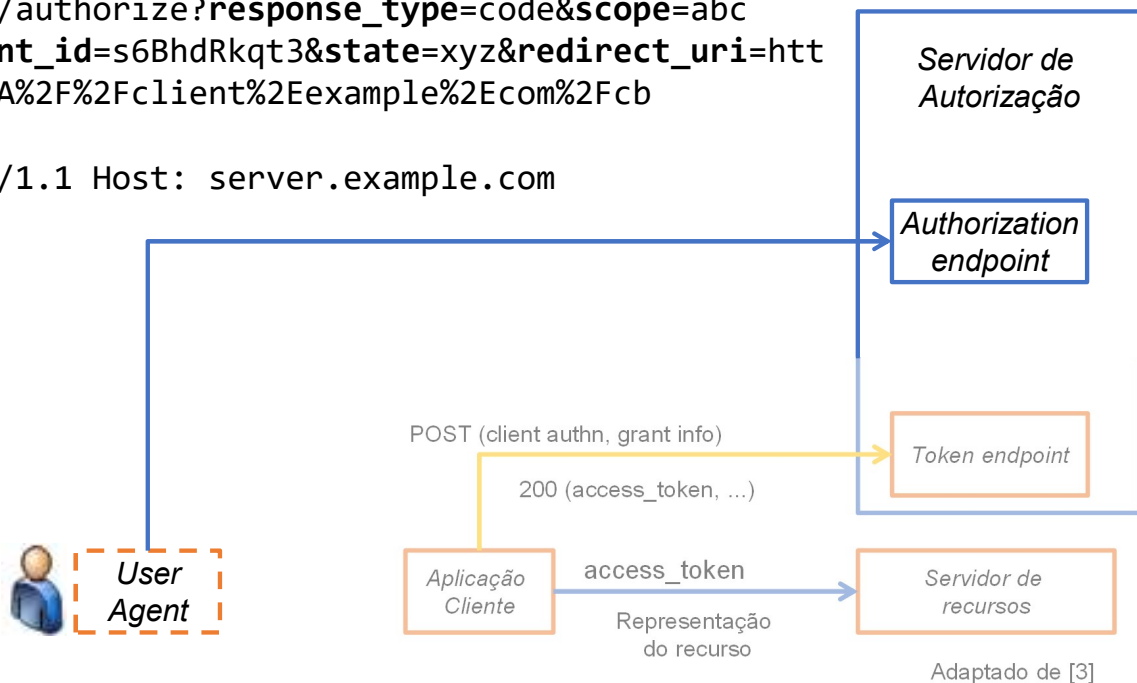 /authorize?response_type=code&scope=abc
nt_id=s6BhdRkqt3&state=xyz&redirect_uri=htt
A%2F%2Fclient%2Eexample%2Ecom%2Fcb
/1.1 Host: server.example.com
Servidor de
Autorização
Authorization
endpoint
POST (client authn, grant info)
Token endpoint
200 (access_token, ...)
User
Agent
Aplicação
Cliente
access_token
Representação
do recurso
Servidor de
recursos
Adaptado de [3]